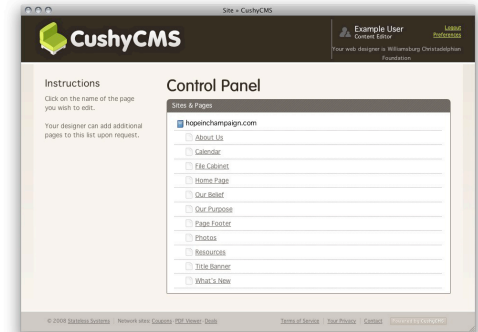 Site » CushyCMS
CushyCMS
Example User
Content Editor
Logout
Preferences
Your web designer is Williamsburg Christadelphian
Foundation
Instructions
Click on the name of the page
you wish to edit.
Your designer can add additional
pages to this list upon request.
Control Panel
Sites & Pages
hopeinchampaign.com
About Us
Calendar
File Cabinet
Home Page
Our Belief
Our Purpose
Page Footer
Photos
Resources
Title Banner
What's New
© 2008 Stateless Systems | Network sites: Coupons - PDF Viewer - Dozis
Terms of Service | Your Privacy | Contact